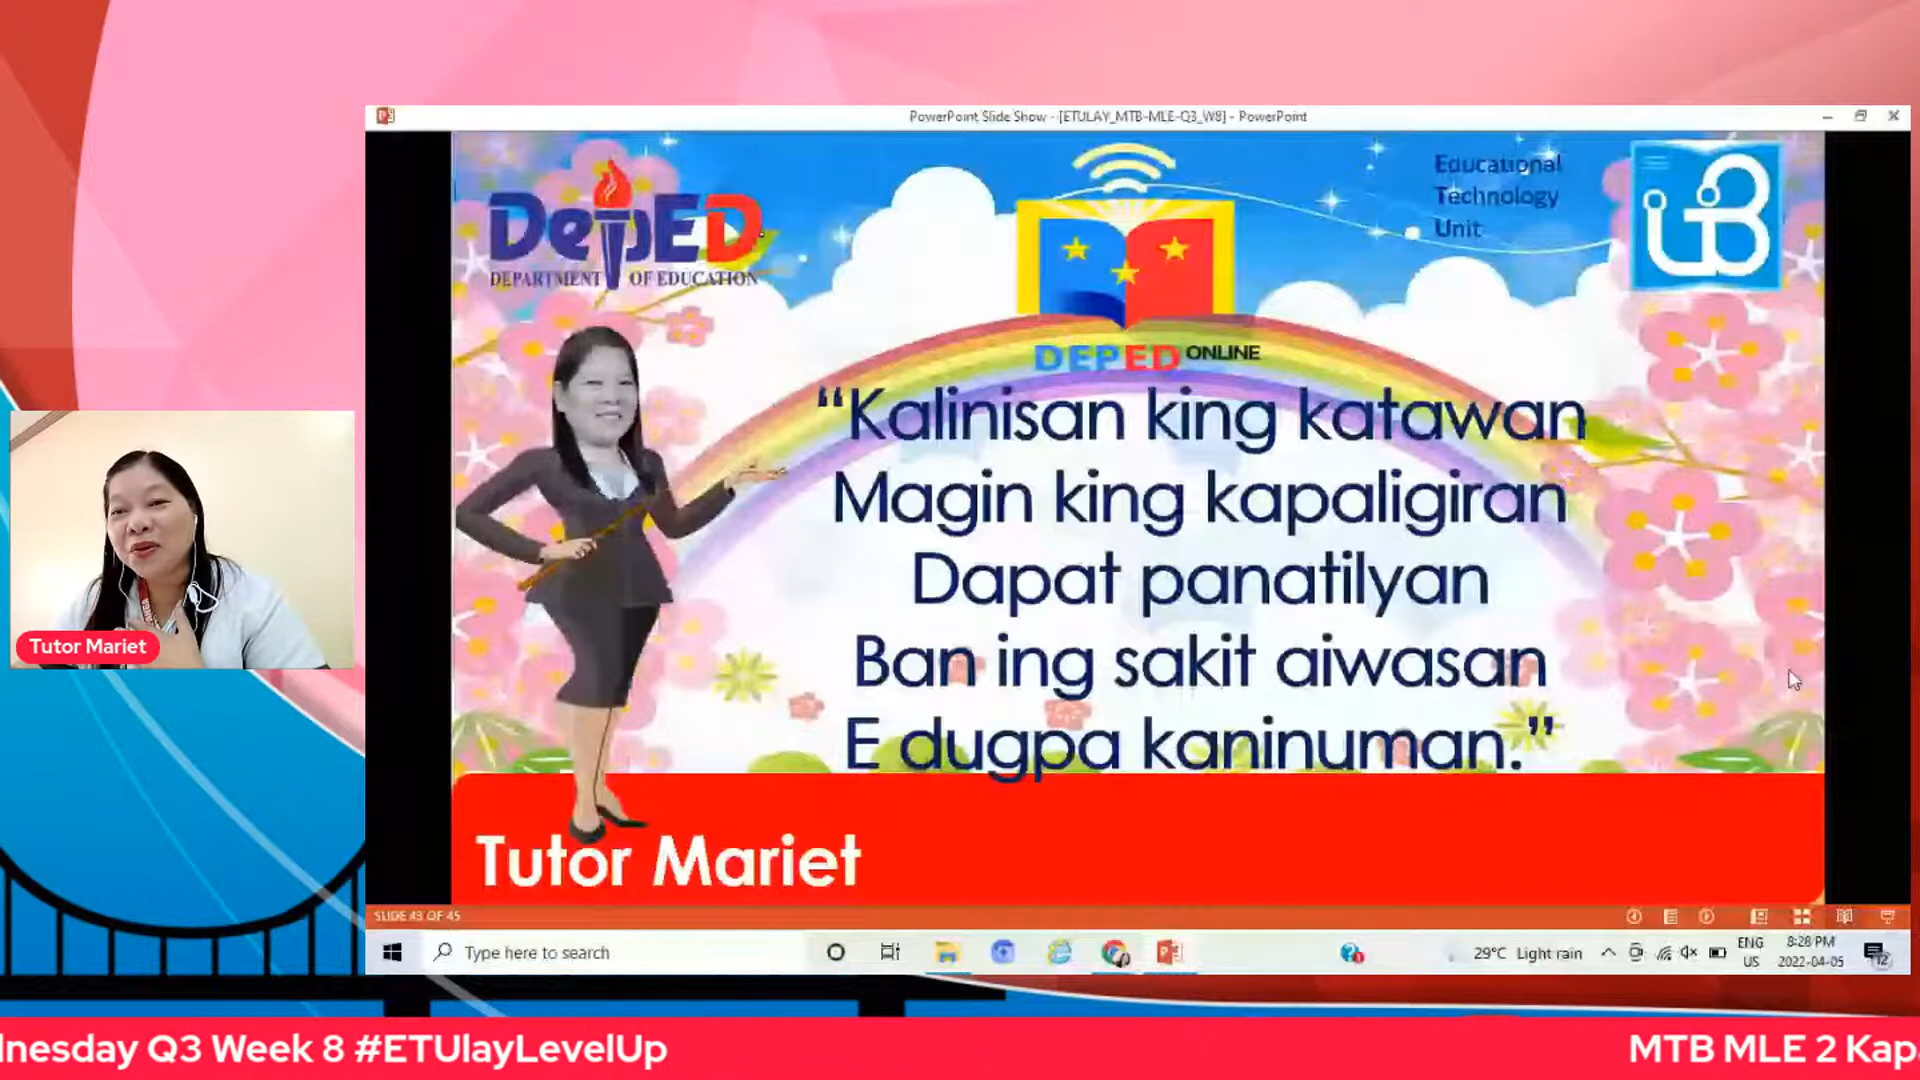 PowerPoint Slide Show - [ETULAY_MTB-MLE-Q3_W8] - PowerPoint
DepED
DEPARTMENT OF EDUCATION
Educational
Technology
Unit
DEPED ONLINE
“Kalinisan king katawan
Magin king kapaligiran
Dapat panatilyan
Ban ing sakit aiwasan
E dugpa kaninuman.”
Tutor Mariet
Tutor Mariet
SLIDE 43 OF 45
Type here to search
29°C Light rain
ENG
US
8:28 PM
2022-04-05
12
dnesday Q3 Week 8 #ETUlayLevelUp
MTB MLE 2 Kapa